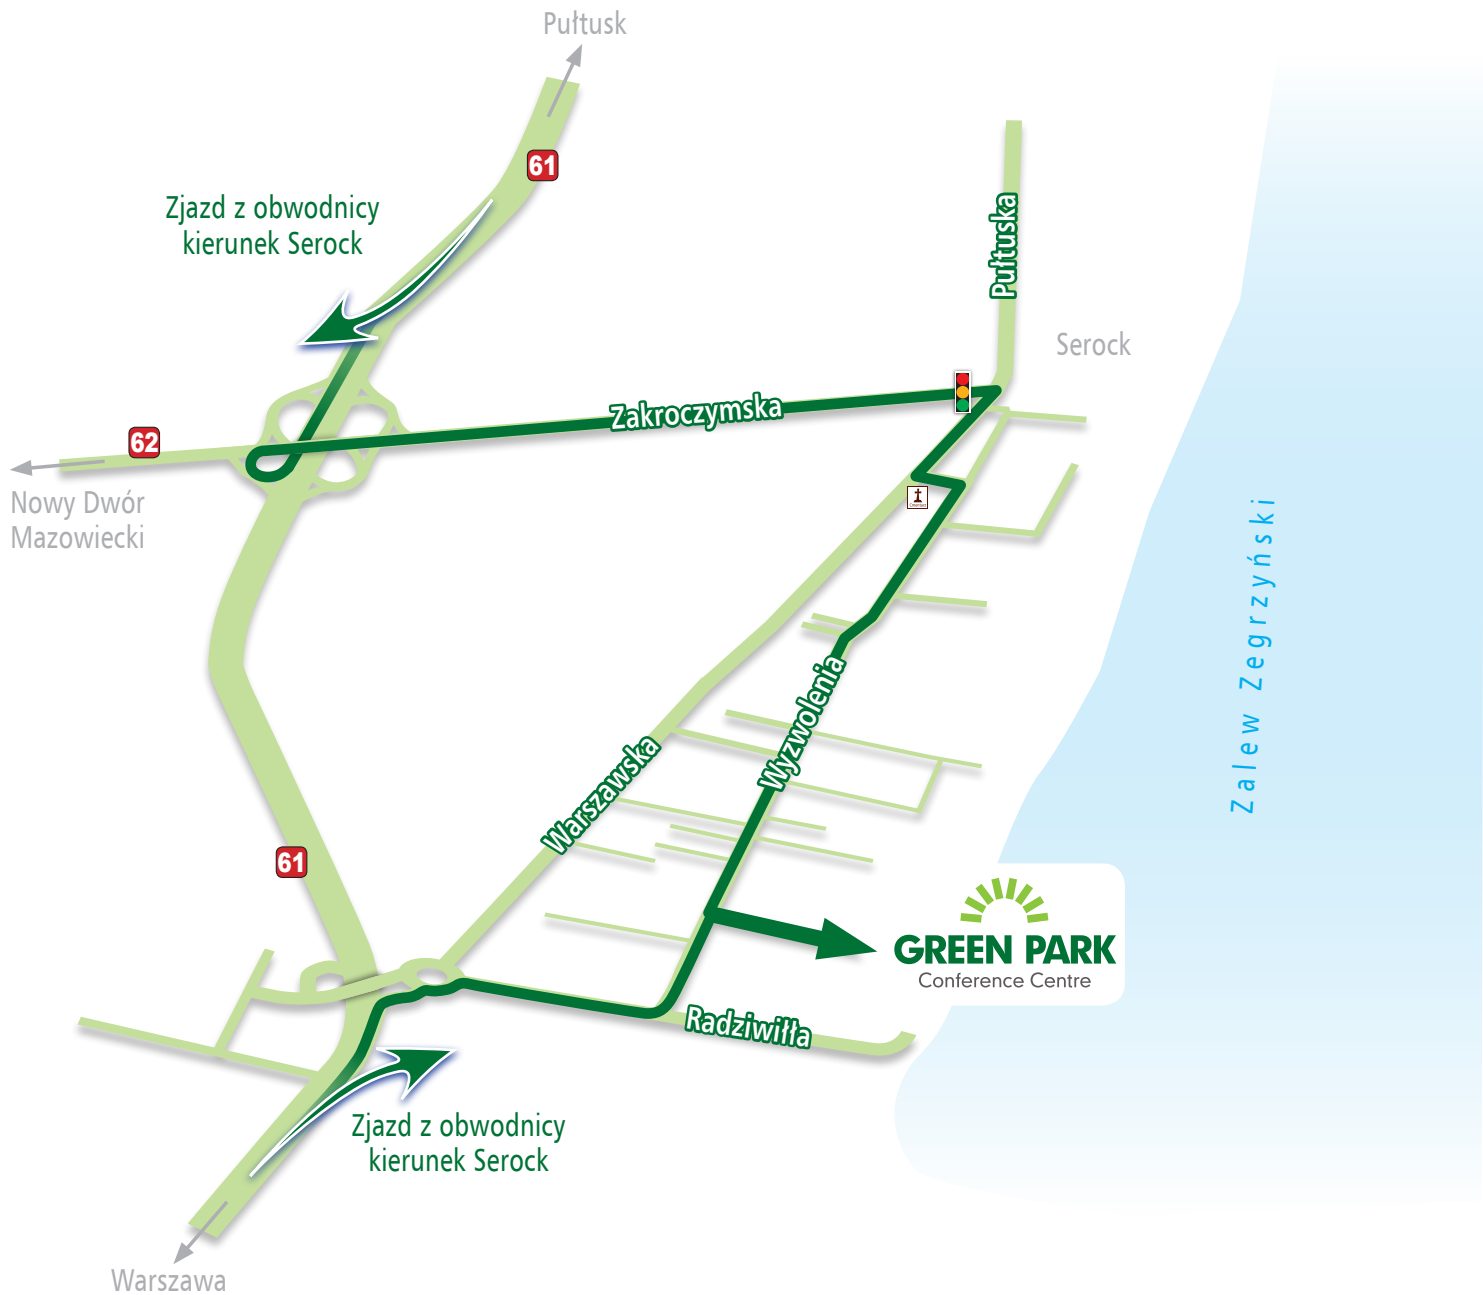 Pułtusk
61
Zjazd z obwodnicy
kierunek Serock
Pułtuska
Serock
Zakroczymska
62
Nowy Dwór
Mazowiecki
Zalew Zegrzyński
Wyzwolenia
Warszawska
61
GREEN PARK
Conference Centre
Radziwiłła
Zjazd z obwodnicy
kierunek Serock
Warszawa